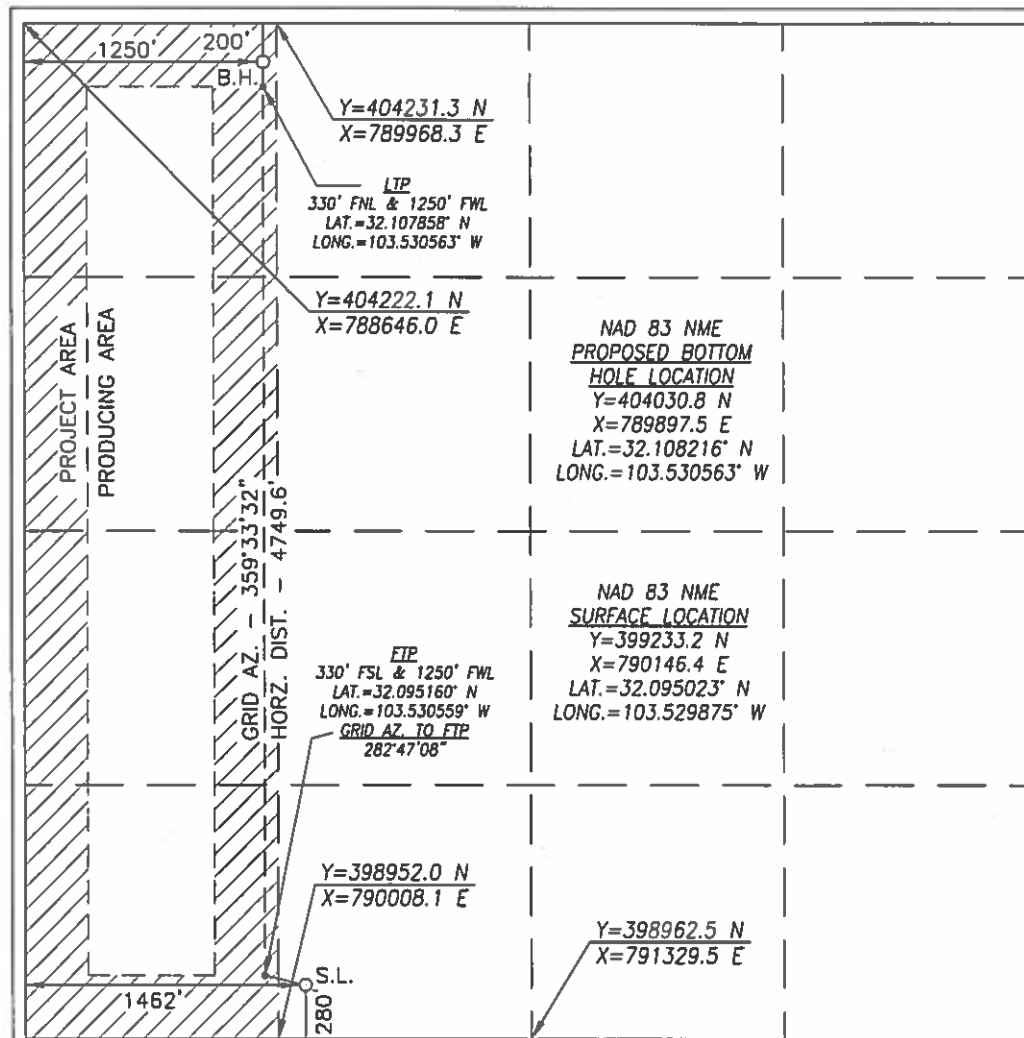 1250'
200'
B.H.
Y=404231.3 N
X=789968.3 E
LTP
330' FNL & 1250' FWL
LAT.=32.107858° N
LONG.=103.530563° W
Y=404222.1 N
X=788646.0 E
PROJECT AREA
PRODUCING AREA
NAD 83 NME
PROPOSED BOTTOM
HOLE LOCATION
Y=404030.8 N
X=789897.5 E
LAT.=32.108216° N
LONG.=103.530563° W
GRID AZ. - 359°33'32"
HORZ. DIST. - 4749.6'
NAD 83 NME
SURFACE LOCATION
Y=399233.2 N
X=790146.4 E
LAT.=32.095023° N
LONG.=103.529875° W
FTP
330' FSL & 1250' FWL
LAT.=32.095160° N
LONG.=103.530559° W
GRID AZ. TO FTP
282°47'08"
Y=398952.0 N
X=790008.1 E
Y=398962.5 N
X=791329.5 E
S.L.
1462'
280'